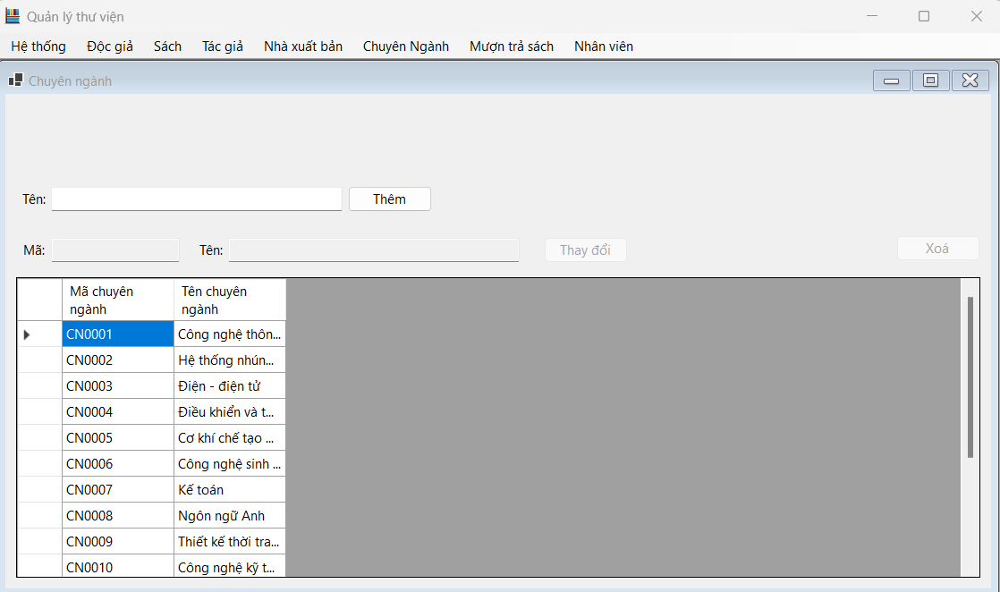 Quản lý thư viện
Hệ thống Độc giả Sách Tác giả Nhà xuất bản Chuyên Ngành Mượn trả sách Nhân viên
Chuyên ngành
Tên: Thêm
Mã: Tên: Thay đổi Xoá
Mã chuyên ngành Tên chuyên ngành
CN0001 Công nghệ thôn...
CN0002 Hệ thống nhún...
CN0003 Điện - điện tử
CN0004 Điều khiển và t...
CN0005 Cơ khí chế tạo ...
CN0006 Công nghệ sinh ...
CN0007 Kế toán
CN0008 Ngôn ngữ Anh
CN0009 Thiết kế thời tra...
CN0010 Công nghệ kỹ t...